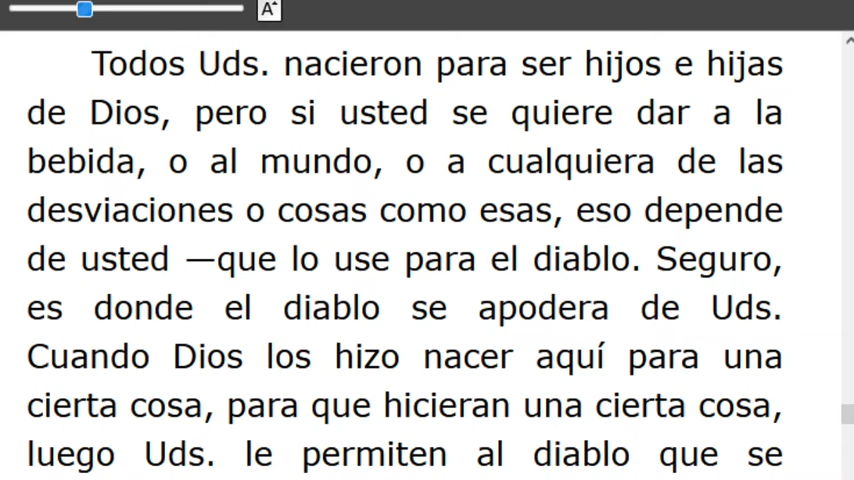 A
Todos Uds. nacieron para ser hijos e hijas
de Dios, pero si usted se quiere dar a la
bebida, o al mundo, o a cualquiera de las
desviaciones o cosas como esas, eso depende
de usted —que lo use para el diablo. Seguro,
es donde el diablo se apodera de Uds.
Cuando Dios los hizo nacer aquí para una
cierta cosa, para que hicieran una cierta cosa,
luego Uds. le permiten al diablo que se